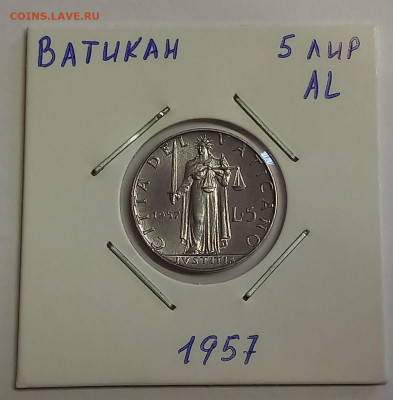 COINS.LAVE.RU
ВАТИКАН 5 ЛИР
AL
CITTA DEL VATICANO
1957 L.5
IVSTITIA
1957